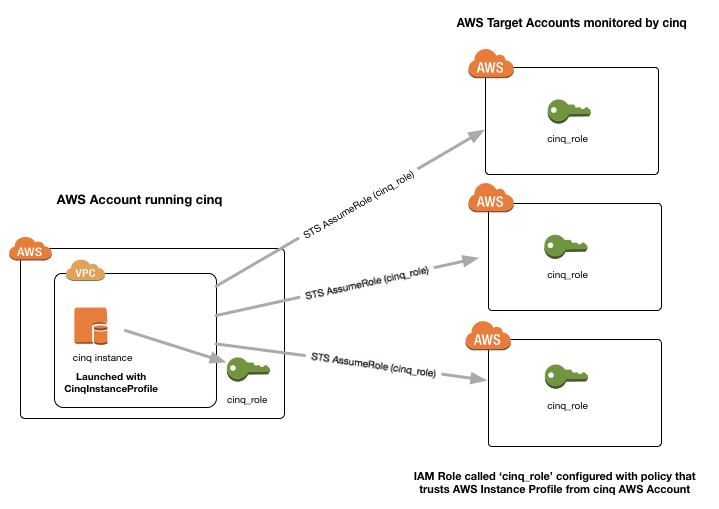 AWS Target Accounts monitored by cinq
AWS
cinq_role
STS AssumeRole (cinq_role)
AWS Account running cinq
AWS
cinq_role
AWS
VPC
STS AssumeRole (cinq_role)
cinq instance
Launched with
CinqInstanceProfile
cinq_role
STS AssumeRole (cinq_role)
AWS
cinq_role
IAM Role called ‘cinq_role’ configured with policy that
trusts AWS Instance Profile from cinq AWS Account